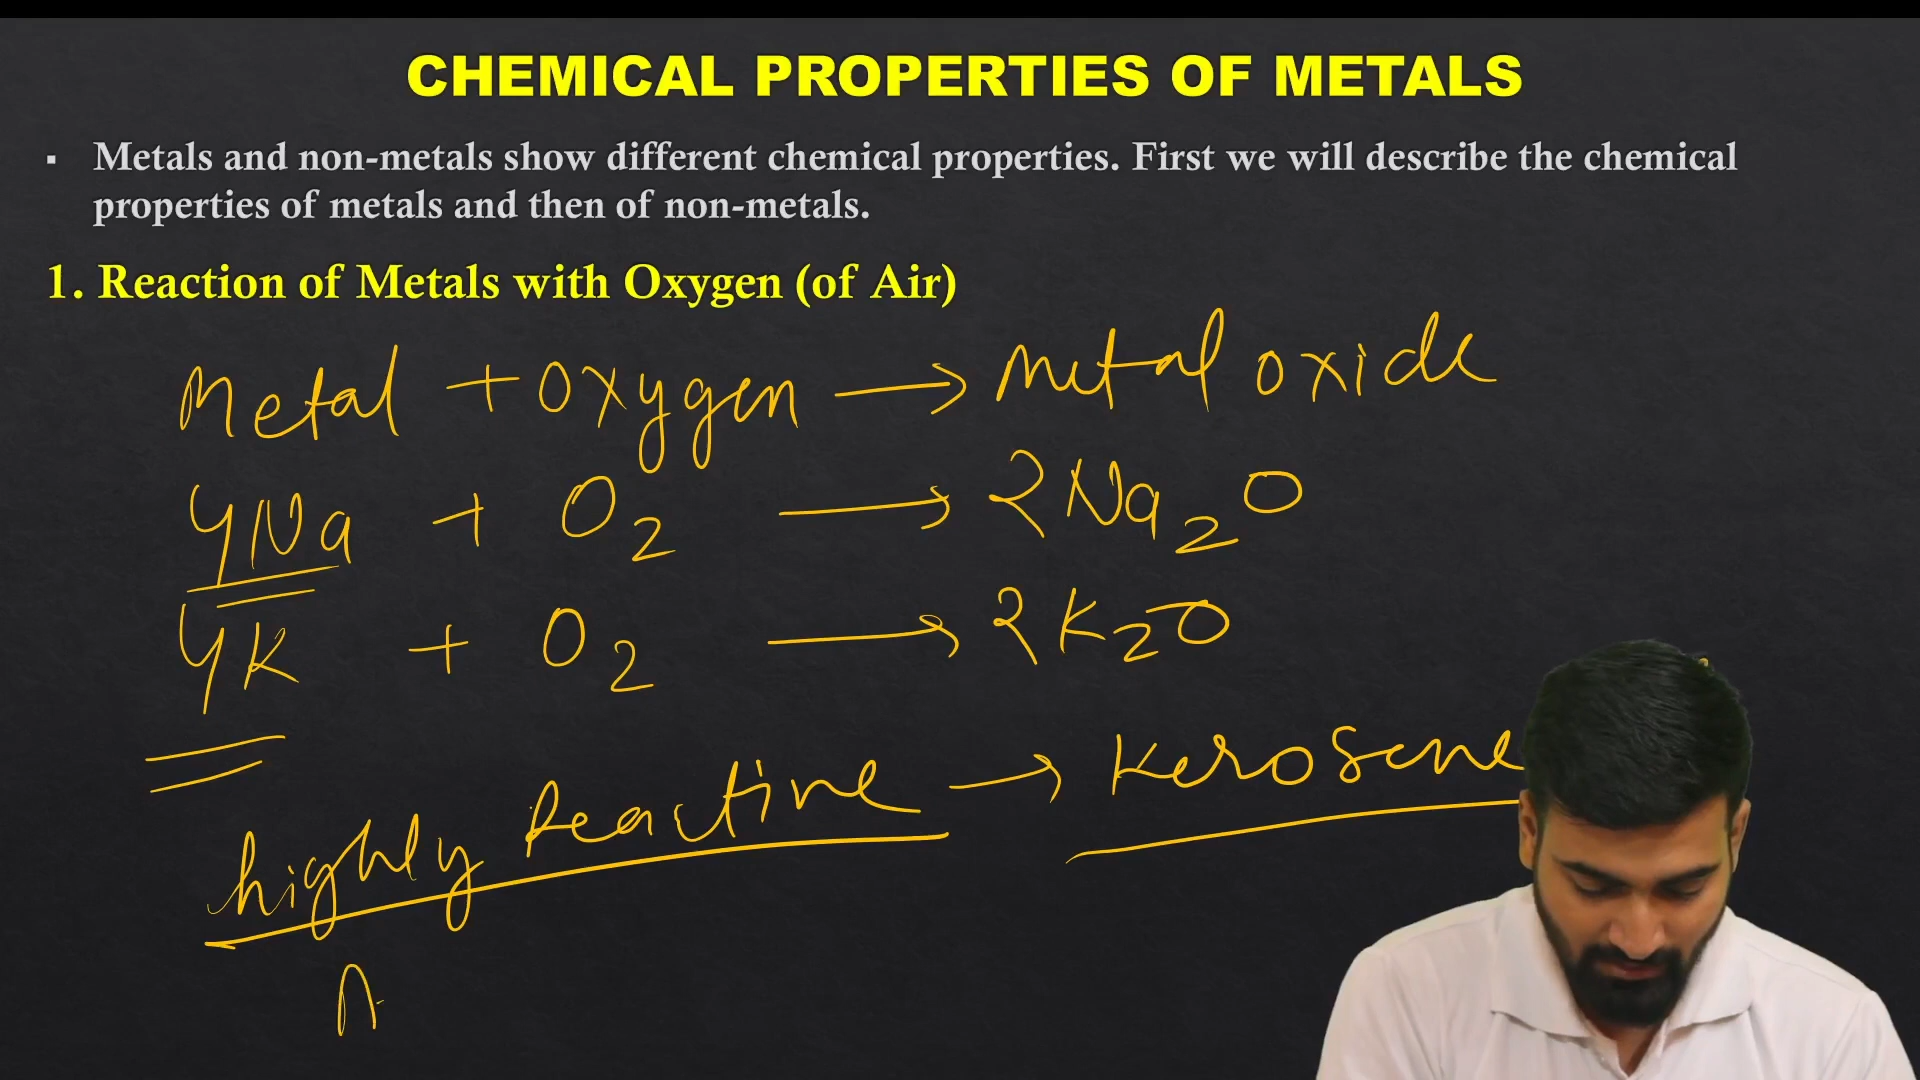 CHEMICAL PROPERTIES OF METALS
▪ Metals and non-metals show different chemical properties. First we will describe the chemical
properties of metals and then of non-metals.
1. Reaction of Metals with Oxygen (of Air)
Metal + Oxygen → Metal oxide
4Na + O₂ → 2Na₂O
4K + O₂ → 2K₂O
highly Reactive → Kerosene